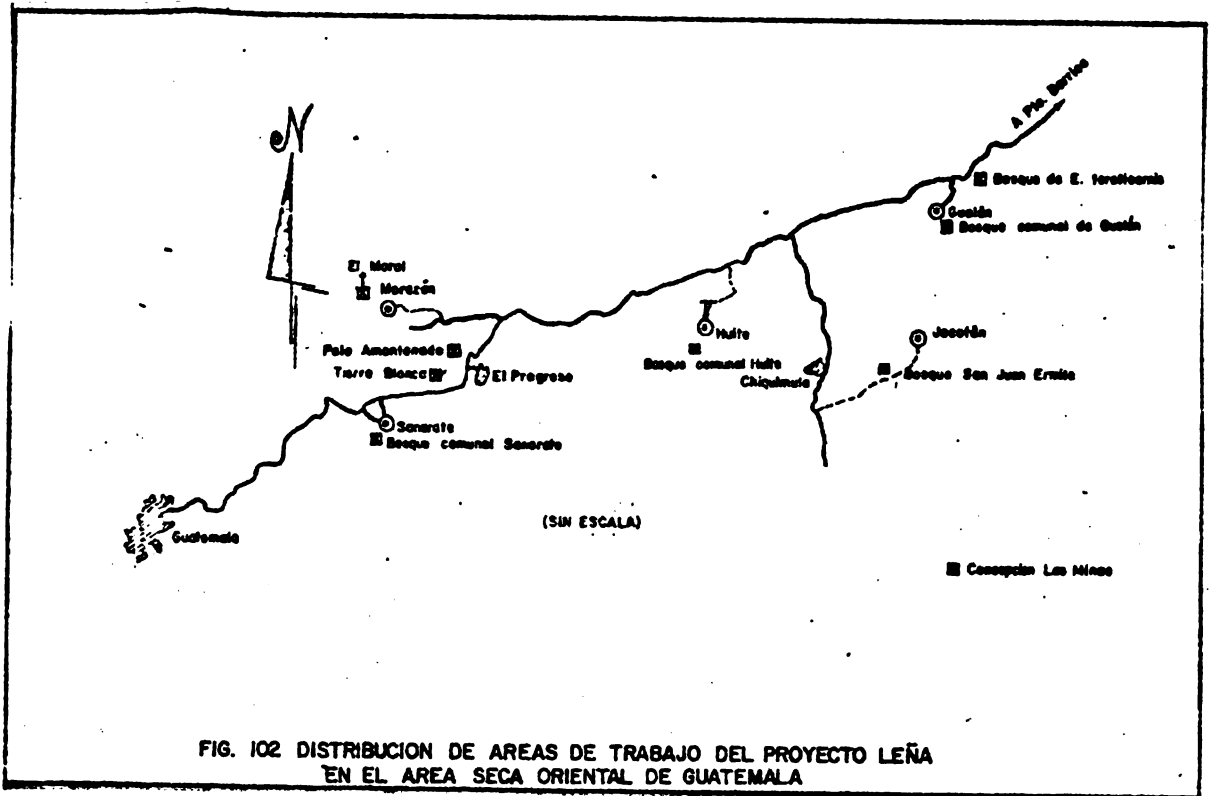 A Pto. Barrios
N
Bosque de E. tereticornis
Gualán
Bosque comunal de Gualán
El Moral
Morazán
Huite
Jocotán
Palo Amontonado
Bosque comunal Huite
Tierra Blanca
El Progreso
Chiquimula
Bosque San Juan Ermita
Sanarate
Bosque comunal Sanarate
(SIN ESCALA)
Guatemala
Concepcion Las Minas
FIG. 102 DISTRIBUCION DE AREAS DE TRABAJO DEL PROYECTO LEÑA
EN EL AREA SECA ORIENTAL DE GUATEMALA